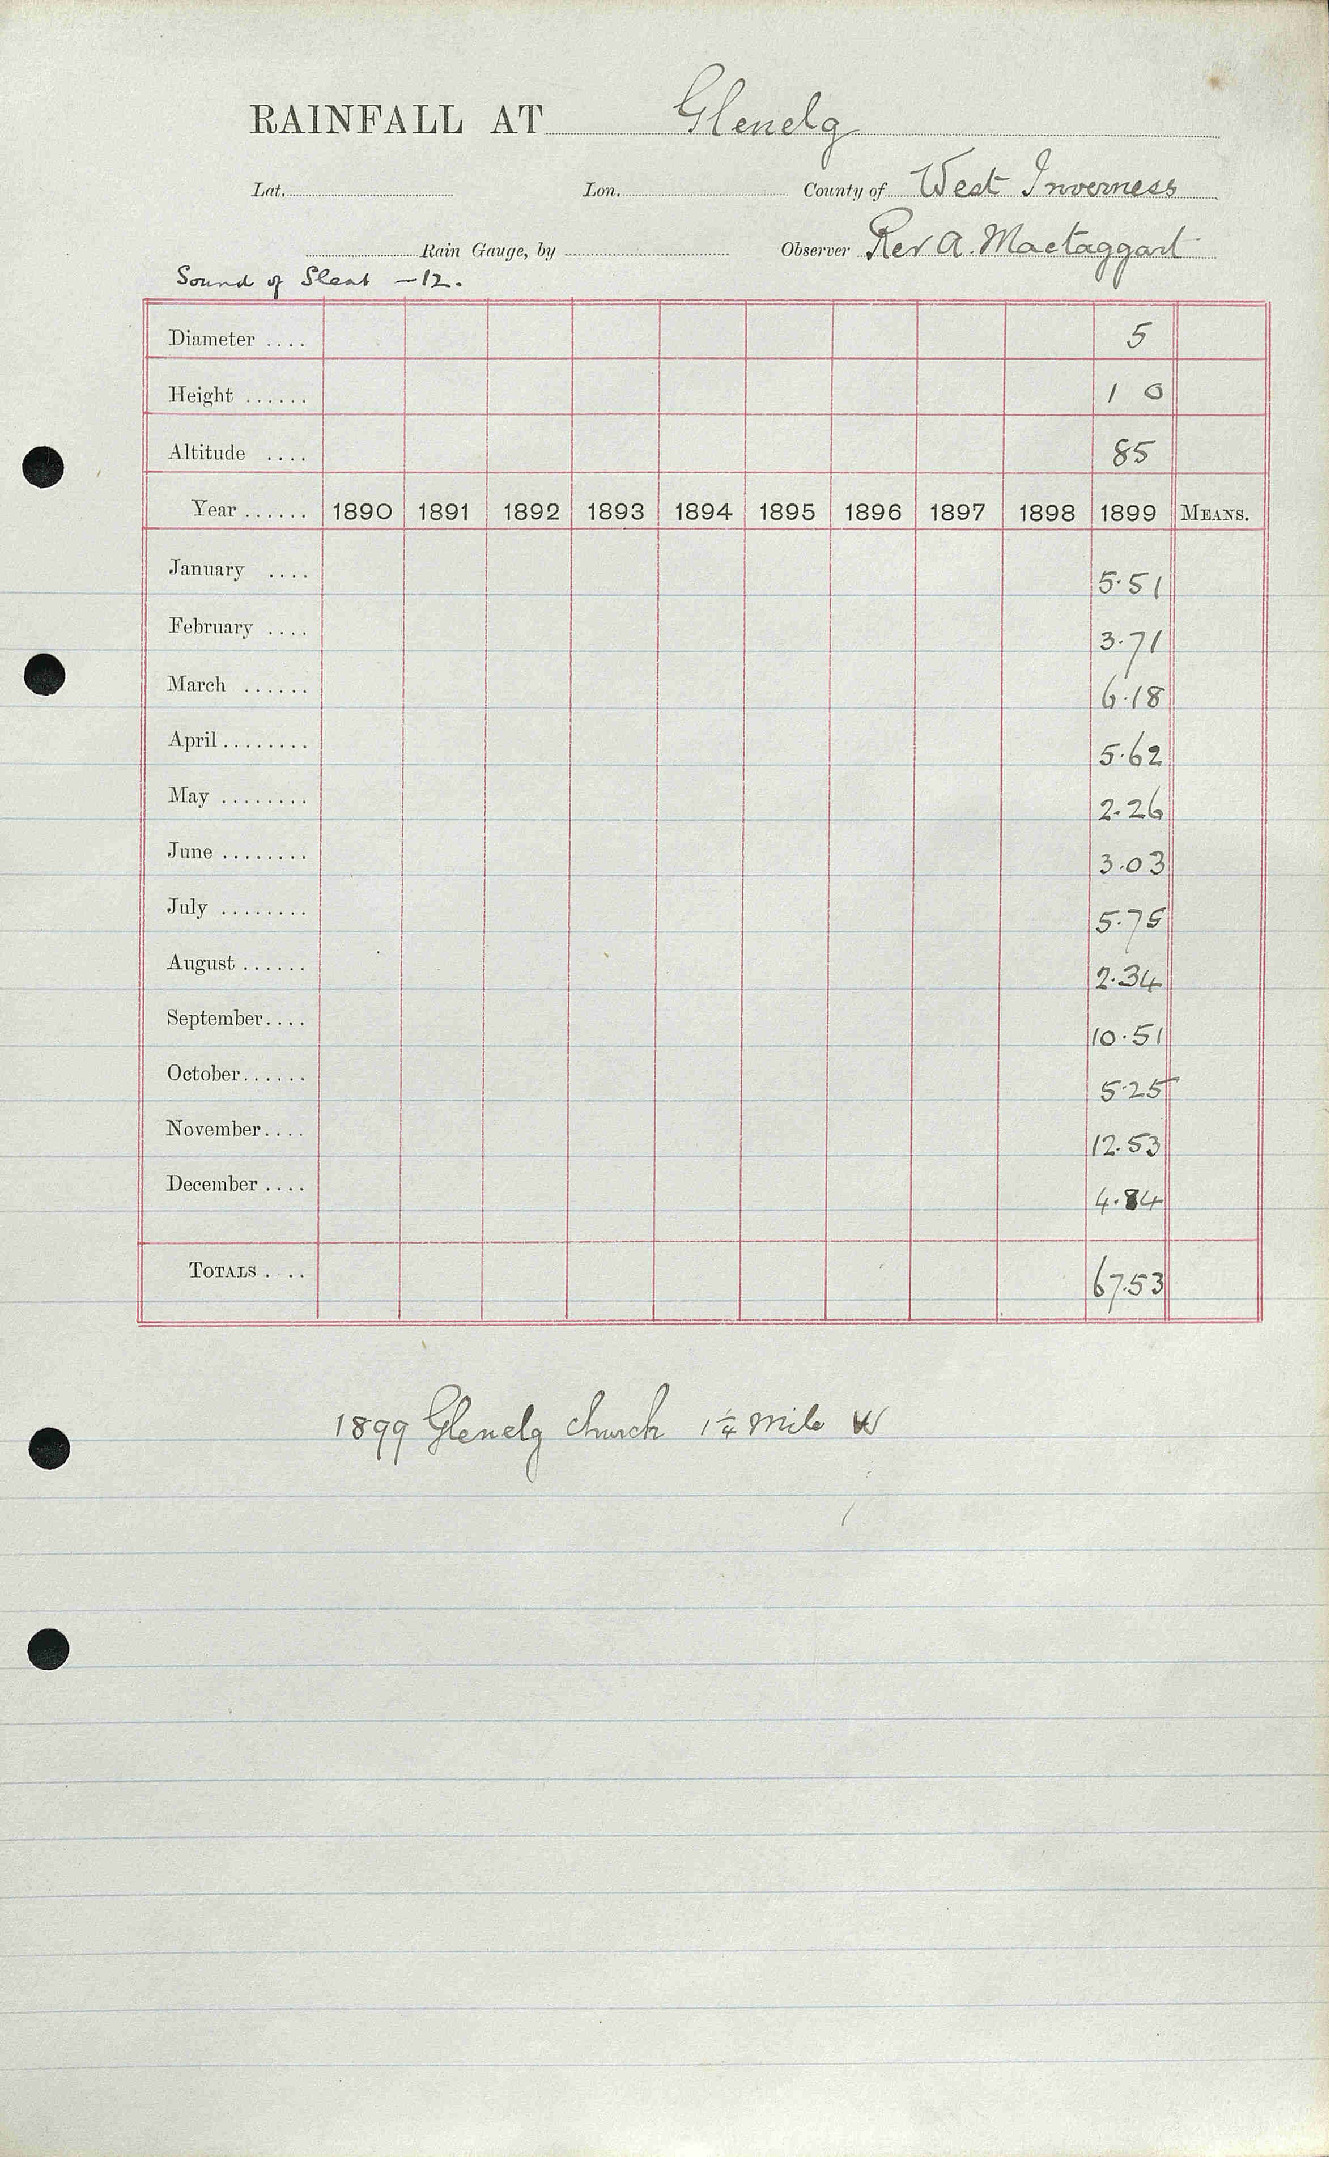 RAINFALL AT Glenelg
Lat. Lon. County of West Inverness
Rain Gauge, by Observer Rev A. Mactaggart
Sound of Sleat -12.
Diameter .... 5
Height ...... 1 0
Altitude .... 85
Year ...... 1890 1891 1892 1893 1894 1895 1896 1897 1898 1899 MEANS.
January .... 5.51
February .... 3.71
March ...... 6.18
April ........ 5.62
May ........ 2.26
June ........ 3.03
July ........ 5.75
August ...... 2.34
September .... 10.51
October ...... 5.25
November .... 12.53
December .... 4.84
TOTALS . .. 67.53
1899 Glenelg church 1¼ mile W